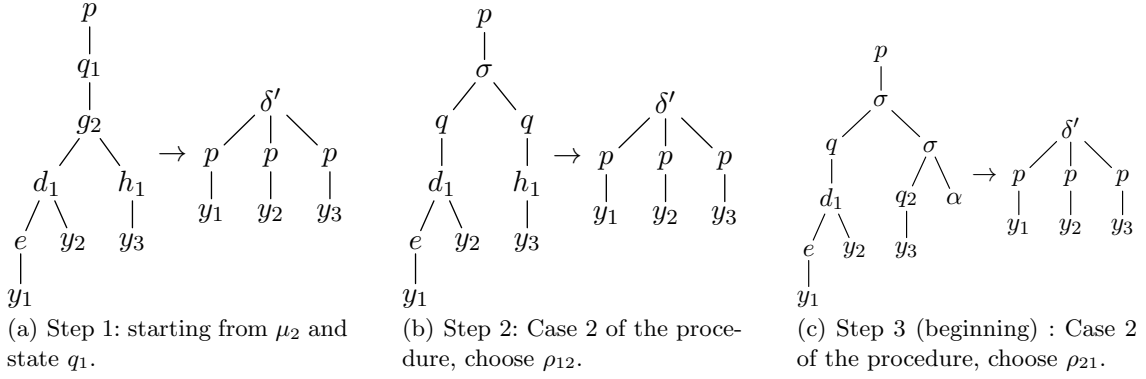 p
q₁
g₂
d₁ h₁
e y₂ y₃
y₁
→
δ′
p p p
y₁ y₂ y₃
(a) Step 1: starting from μ₂ and
state q₁.
p
σ
q q
d₁ h₁
e y₂ y₃
y₁
→
δ′
p p p
y₁ y₂ y₃
(b) Step 2: Case 2 of the proce-
dure, choose ρ₁₂.
p
σ
q σ
d₁ q₂ α
e y₂ y₃
y₁
→
δ′
p p p
y₁ y₂ y₃
(c) Step 3 (beginning) : Case 2
of the procedure, choose ρ₂₁.